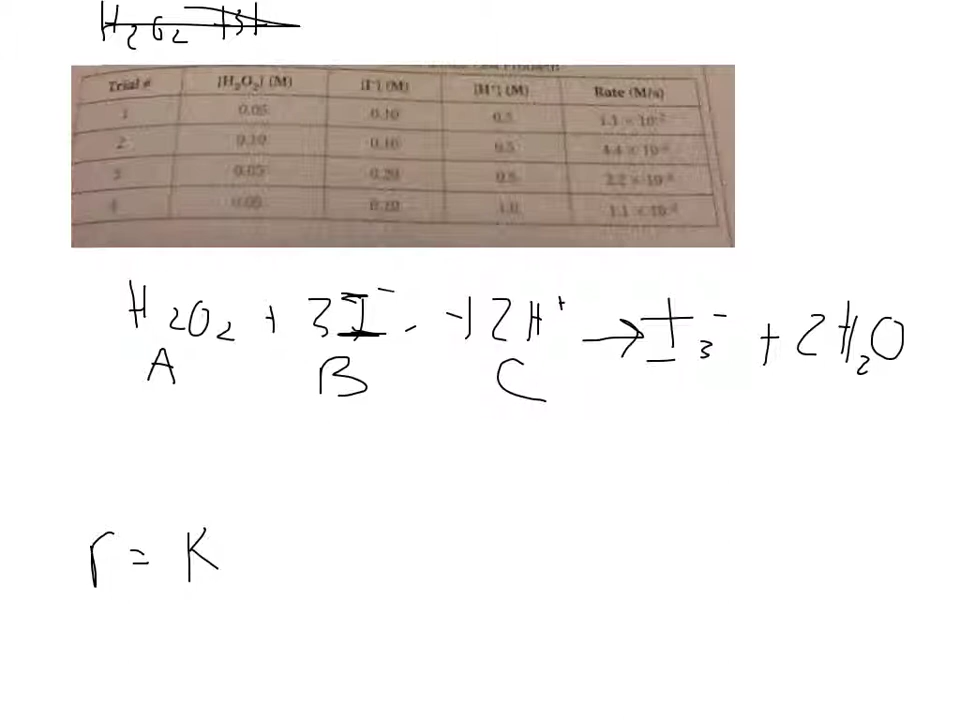 H₂O₂ +3I
Trial # [H₂O₂] (M) [I⁻] (M) [H⁺] (M) Rate (M/s)
1 0.05 0.10 0.5
2 0.10 0.10 0.5
3 0.05 0.20 0.5
4 0.05 0.10 1.0
H₂O₂ + 3I⁻ + 2H⁺ → I₃⁻ + 2H₂O
A B C
r = K